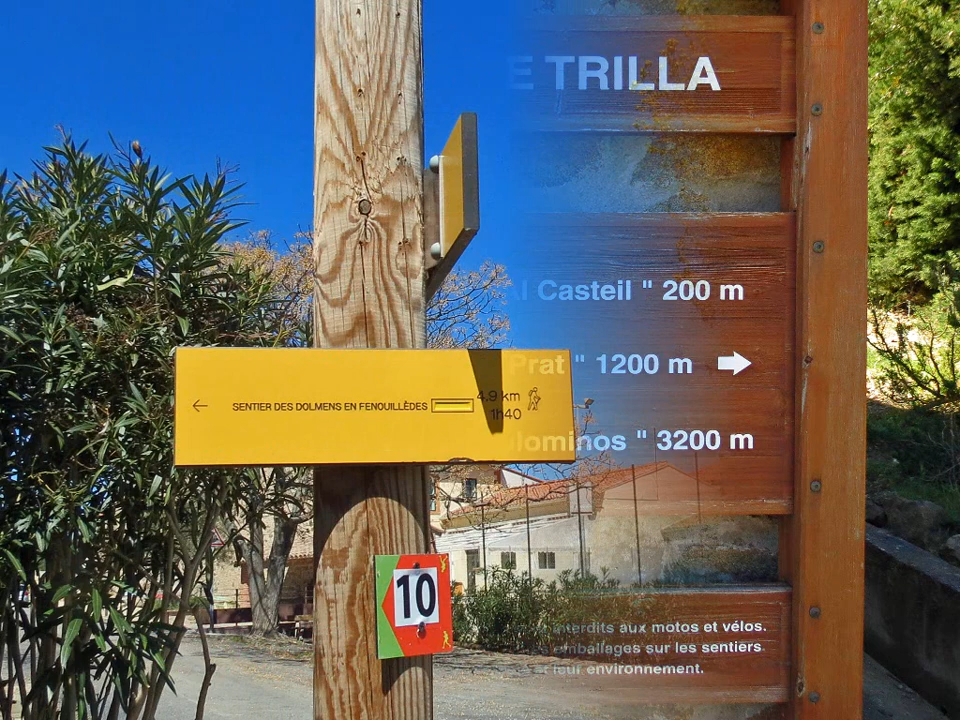 E TRILLA
Casteil " 200 m
Prat " 1200 m
SENTIER DES DOLMENS EN FENOUILLÈDES
4.9 km
1h40
lominos " 3200 m
10
interdits aux motos et vélos.
emballages sur les sentiers
et leur environnement.